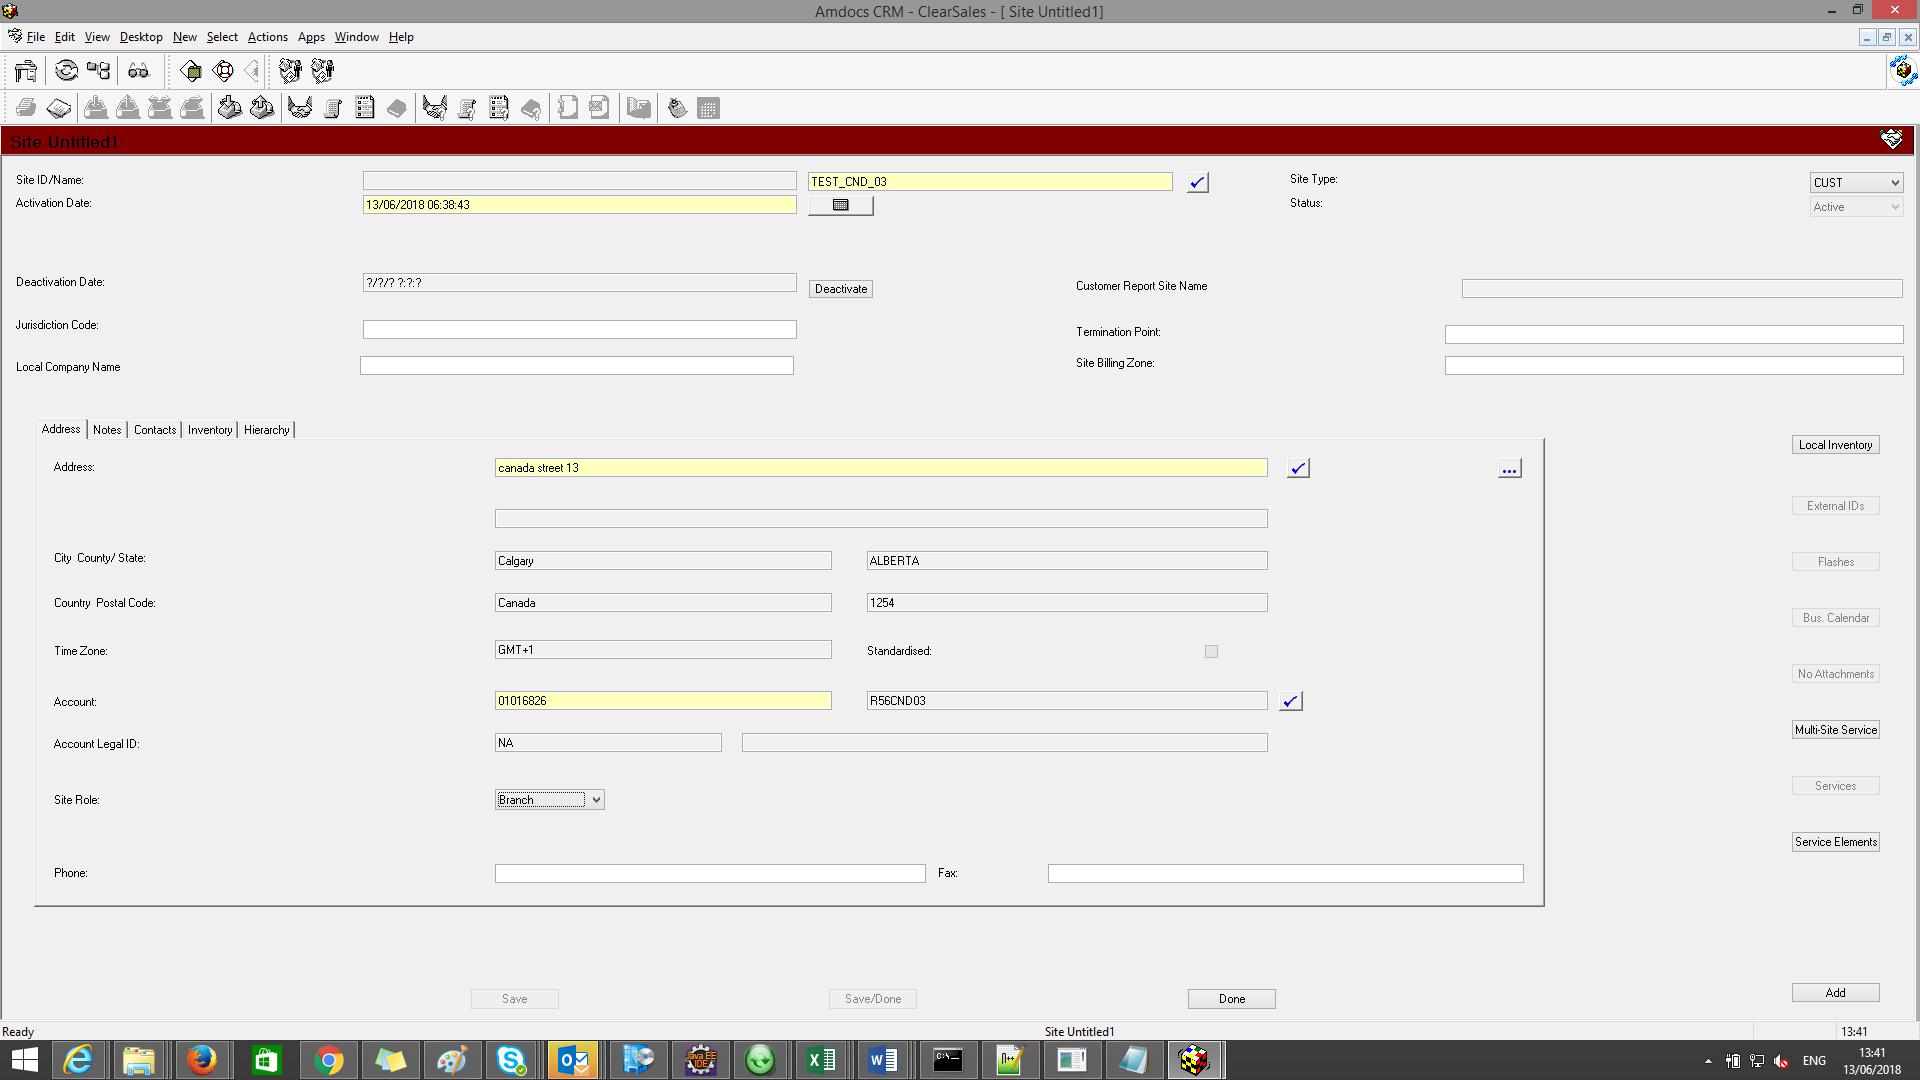 Amdocs CRM - ClearSales - [ Site Untitled1]
File Edit View Desktop New Select Actions Apps Window Help
Site Untitled1
Site ID/Name: TEST_CND_03 Site Type: CUST
Activation Date: 13/06/2018 06:38:43 Status: Active
Deactivation Date: ?/?/? ?:?:? Deactivate Customer Report Site Name
Jurisdiction Code: Termination Point:
Local Company Name Site Billing Zone:
Address Notes Contacts Inventory Hierarchy
Local Inventory
Address: canada street 13 ...
External IDs
City County/ State: Calgary ALBERTA
Flashes
Country Postal Code: Canada 1254
Bus. Calendar
Time Zone: GMT+1 Standardised:
No Attachments
Account: 01016826 R56CND03
Multi-Site Service
Account Legal ID: NA
Services
Site Role: Branch
Service Elements
Phone: Fax:
Save Save/Done Done Add
Ready Site Untitled1 13:41
ENG 13:41
13/06/2018